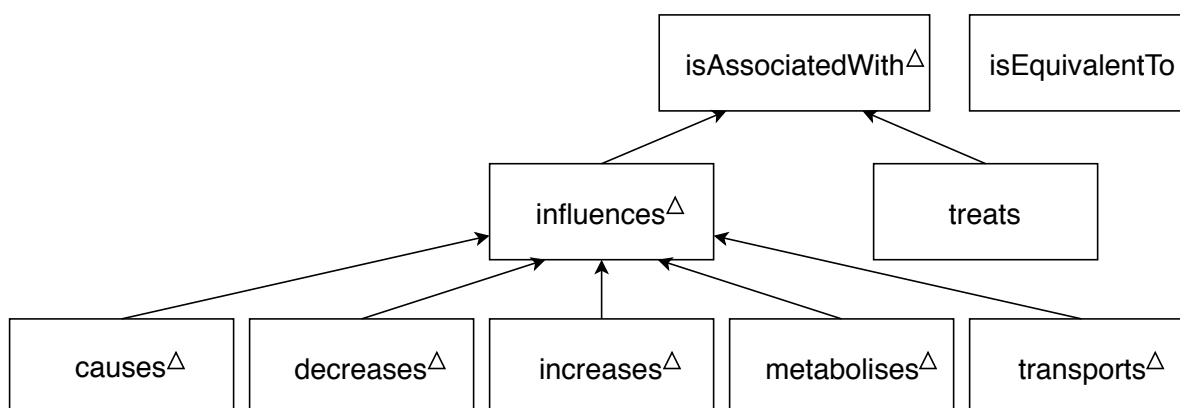 isAssociatedWith△
isEquivalentTo
influences△
treats
causes△
decreases△
increases△
metabolises△
transports△